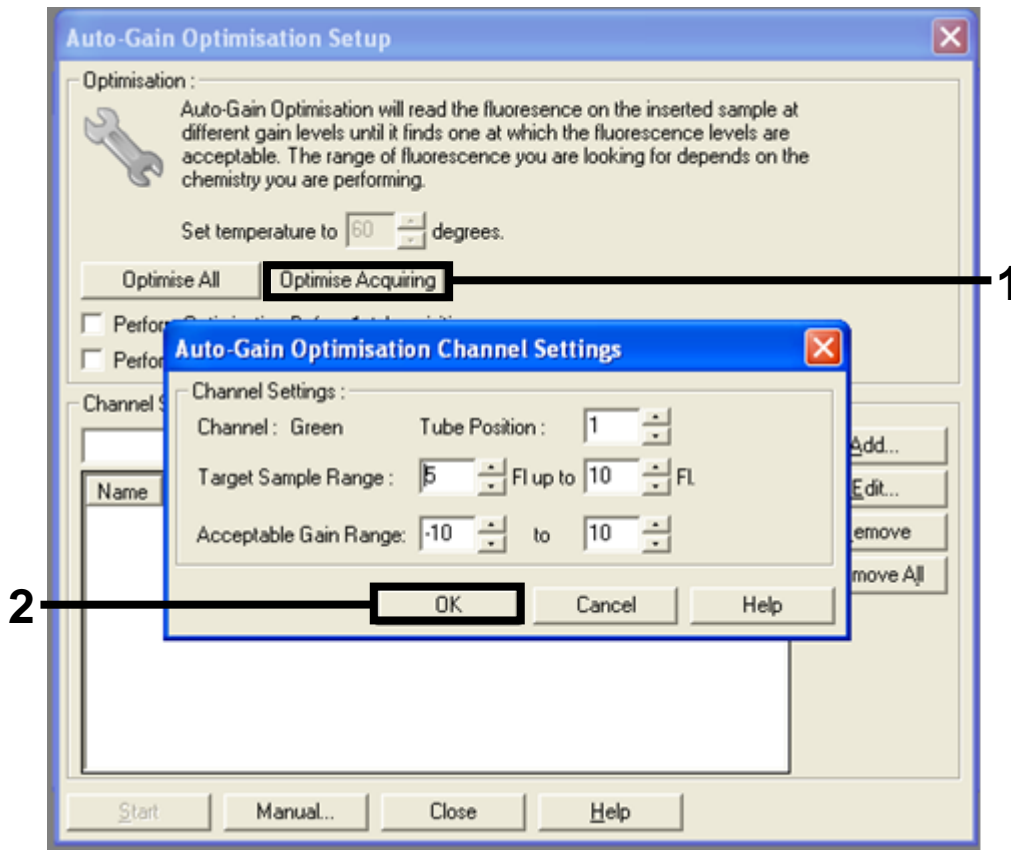 Auto-Gain Optimisation Setup
Optimisation :
Auto-Gain Optimisation will read the fluoresence on the inserted sample at
different gain levels until it finds one at which the fluorescence levels are
acceptable. The range of fluorescence you are looking for depends on the
chemistry you are performing.
Set temperature to 60 degrees.
Optimise All Optimise Acquiring
1
Auto-Gain Optimisation Channel Settings
Channel Settings :
Channel : Green Tube Position : 1
Target Sample Range : 5 Fl up to 10 Fl.
Acceptable Gain Range: -10 to 10
OK Cancel Help
2
Channel
Name
Add...
Edit...
emove
move All
Start Manual... Close Help